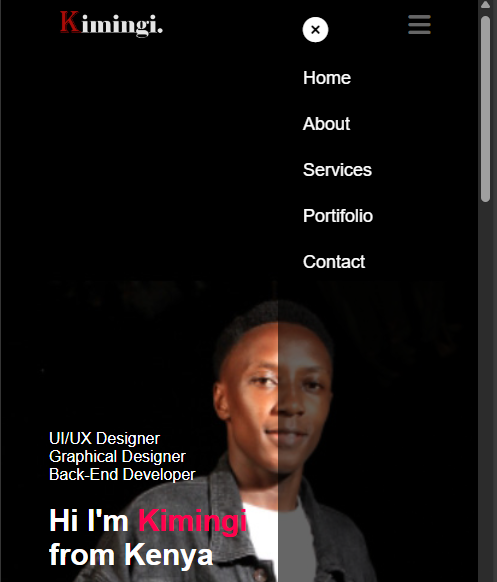 Kimingi.
Home
About
Services
Portifolio
Contact
UI/UX Designer
Graphical Designer
Back-End Developer
Hi I'm Kimingi
from Kenya